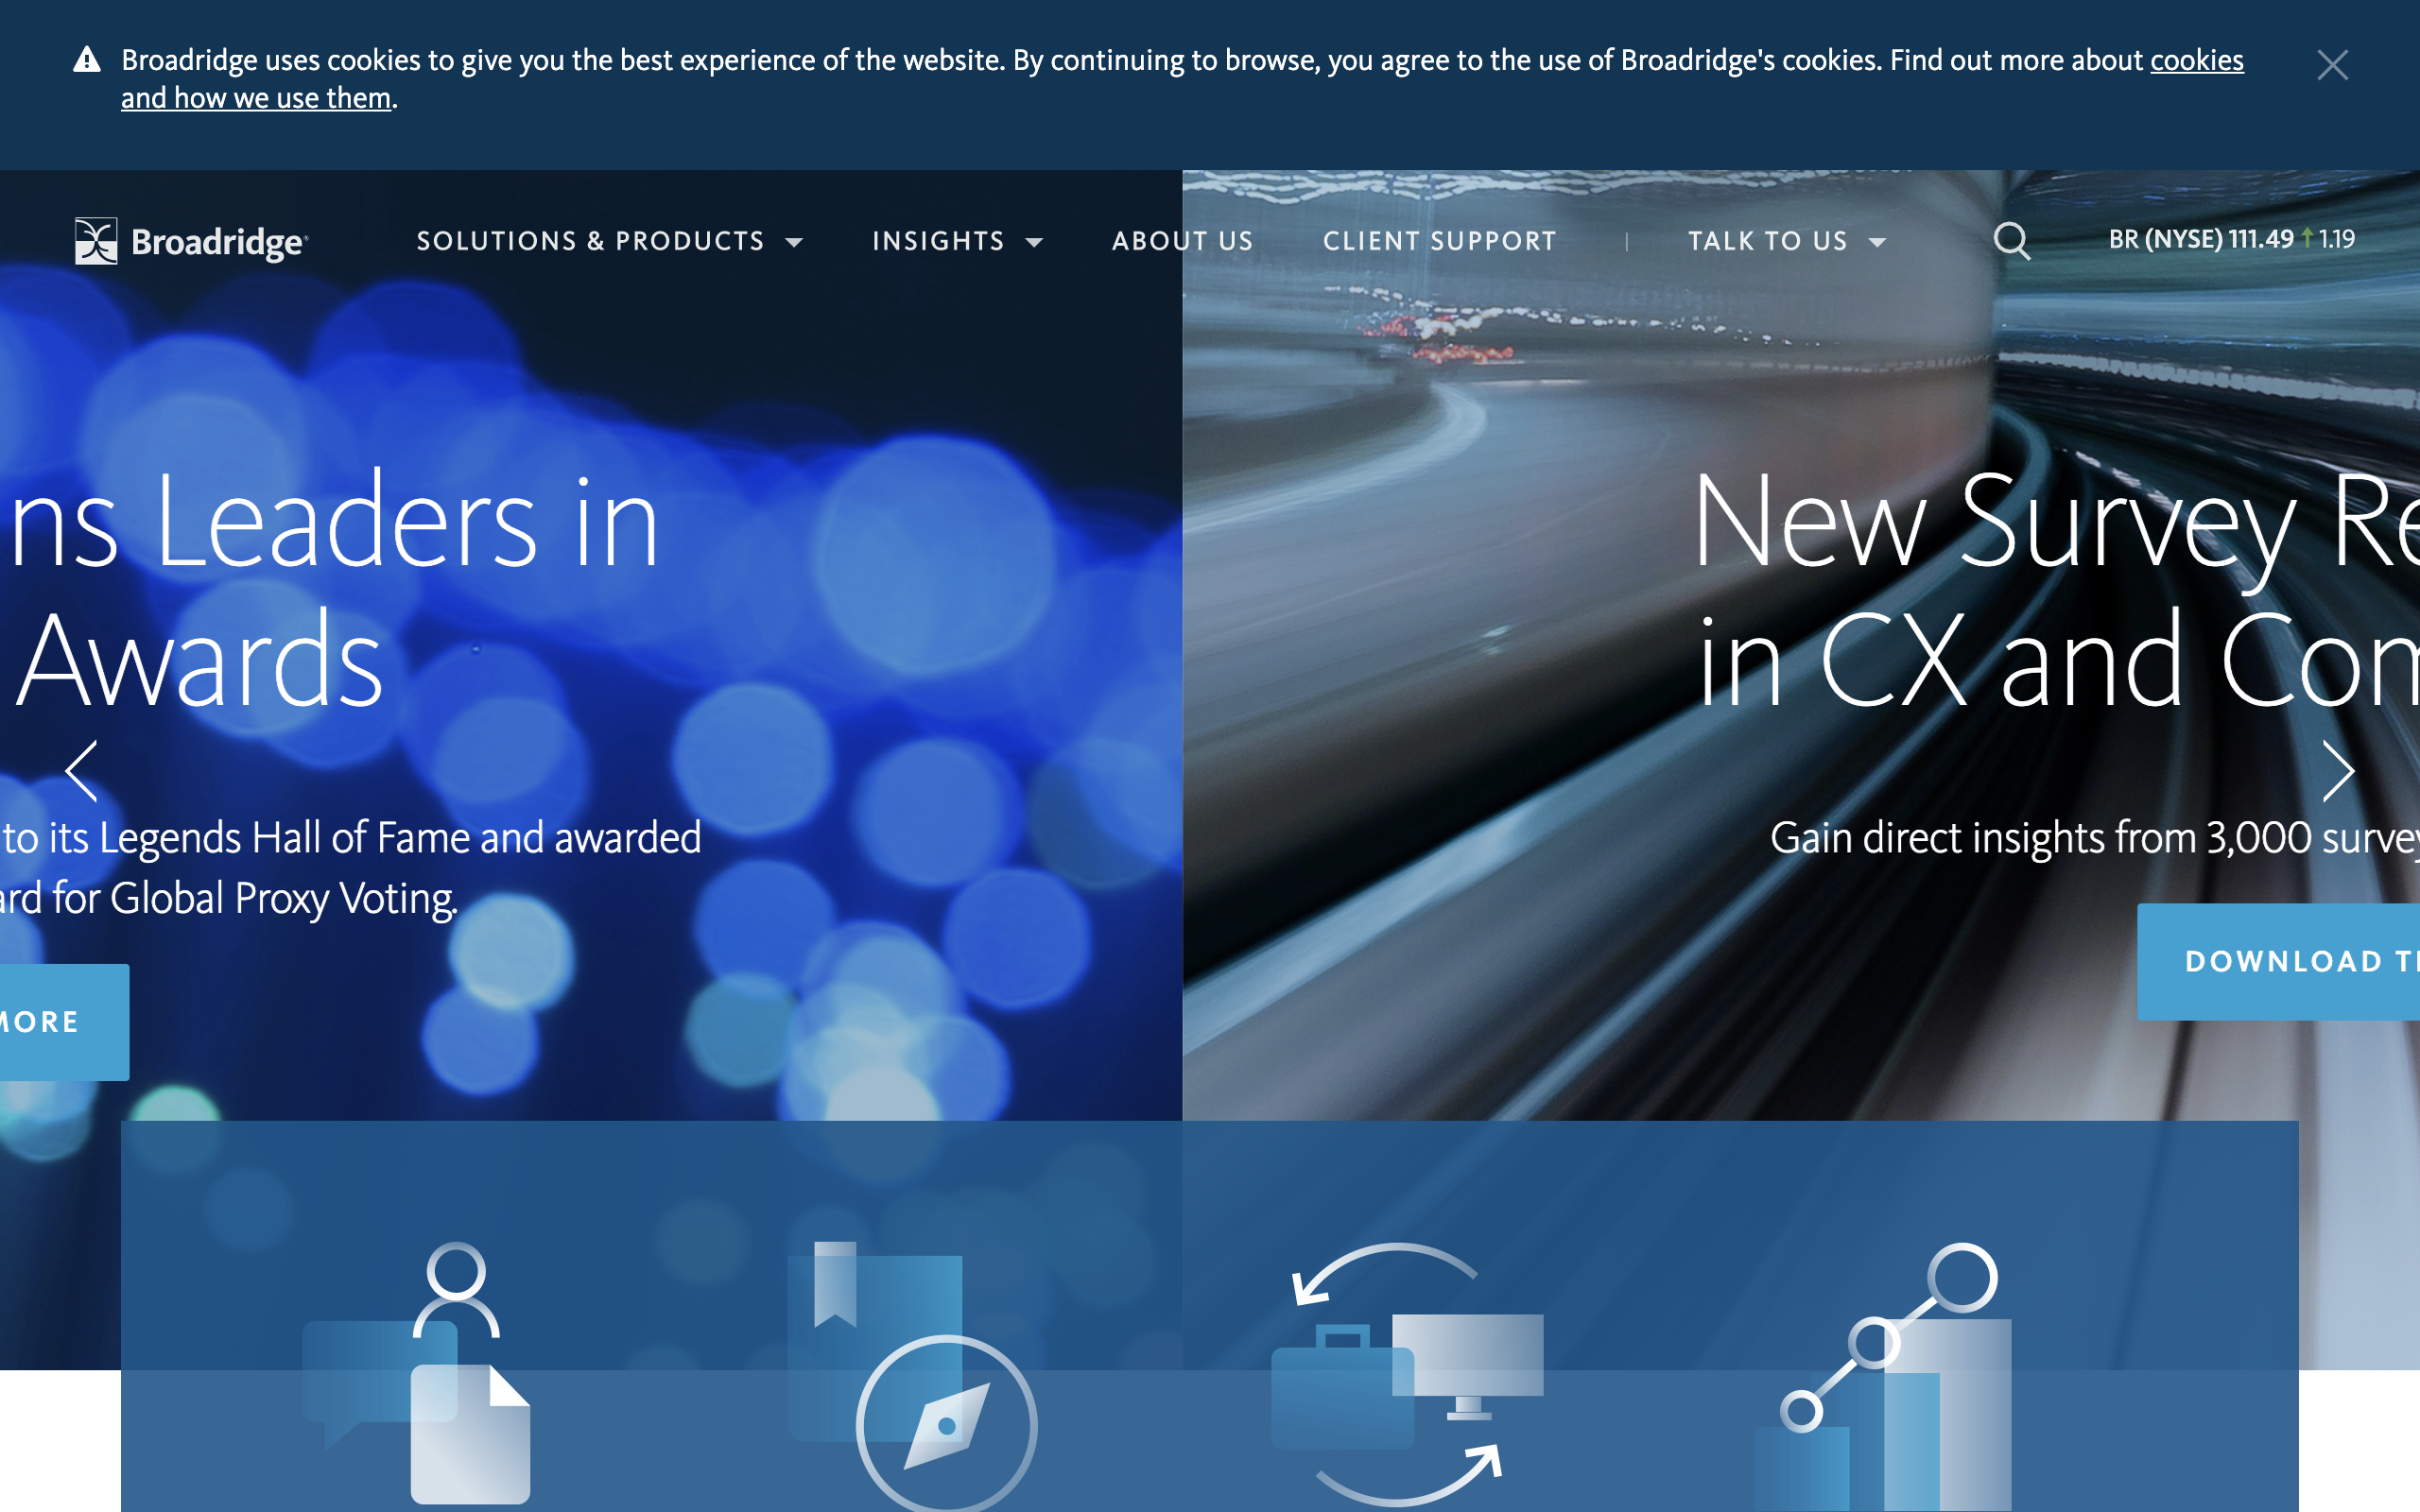 Broadridge uses cookies to give you the best experience of the website. By continuing to browse, you agree to the use of Broadridge's cookies. Find out more about cookies
and how we use them.
Broadridge
SOLUTIONS & PRODUCTS
INSIGHTS
ABOUT US
CLIENT SUPPORT
TALK TO US
BR (NYSE) 111.49 1.19
ns Leaders in
Awards
to its Legends Hall of Fame and awarded
ard for Global Proxy Voting.
MORE
New Survey Re
in CX and Com
Gain direct insights from 3,000 survey
DOWNLOAD